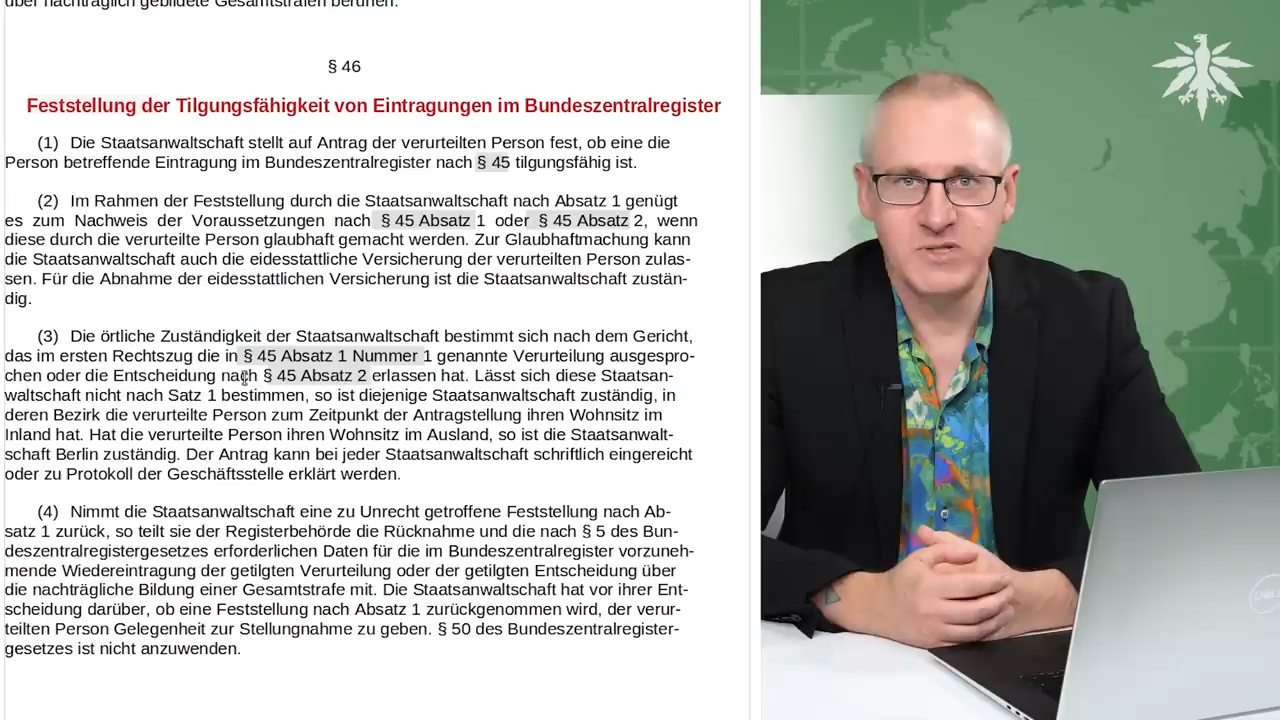 über nachträglich gebildete Gesamtstrafen beruhen.
§ 46
Feststellung der Tilgungsfähigkeit von Eintragungen im Bundeszentralregister
(1) Die Staatsanwaltschaft stellt auf Antrag der verurteilten Person fest, ob eine die
Person betreffende Eintragung im Bundeszentralregister nach § 45 tilgungsfähig ist.
(2) Im Rahmen der Feststellung durch die Staatsanwaltschaft nach Absatz 1 genügt
es zum Nachweis der Voraussetzungen nach § 45 Absatz 1 oder § 45 Absatz 2, wenn
diese durch die verurteilte Person glaubhaft gemacht werden. Zur Glaubhaftmachung kann
die Staatsanwaltschaft auch die eidesstattliche Versicherung der verurteilten Person zulas-
sen. Für die Abnahme der eidesstattlichen Versicherung ist die Staatsanwaltschaft zustän-
dig.
(3) Die örtliche Zuständigkeit der Staatsanwaltschaft bestimmt sich nach dem Gericht,
das im ersten Rechtszug die in § 45 Absatz 1 Nummer 1 genannte Verurteilung ausgespro-
chen oder die Entscheidung nach § 45 Absatz 2 erlassen hat. Lässt sich diese Staatsan-
waltschaft nicht nach Satz 1 bestimmen, so ist diejenige Staatsanwaltschaft zuständig, in
deren Bezirk die verurteilte Person zum Zeitpunkt der Antragstellung ihren Wohnsitz im
Inland hat. Hat die verurteilte Person ihren Wohnsitz im Ausland, so ist die Staatsanwalt-
schaft Berlin zuständig. Der Antrag kann bei jeder Staatsanwaltschaft schriftlich eingereicht
oder zu Protokoll der Geschäftsstelle erklärt werden.
(4) Nimmt die Staatsanwaltschaft eine zu Unrecht getroffene Feststellung nach Ab-
satz 1 zurück, so teilt sie der Registerbehörde die Rücknahme und die nach § 5 des Bun-
deszentralregistergesetzes erforderlichen Daten für die im Bundeszentralregister vorzuneh-
mende Wiedereintragung der getilgten Verurteilung oder der getilgten Entscheidung über
die nachträgliche Bildung einer Gesamtstrafe mit. Die Staatsanwaltschaft hat vor ihrer Ent-
scheidung darüber, ob eine Feststellung nach Absatz 1 zurückgenommen wird, der verur-
teilten Person Gelegenheit zur Stellungnahme zu geben. § 50 des Bundeszentralregister-
gesetzes ist nicht anzuwenden.
DELL